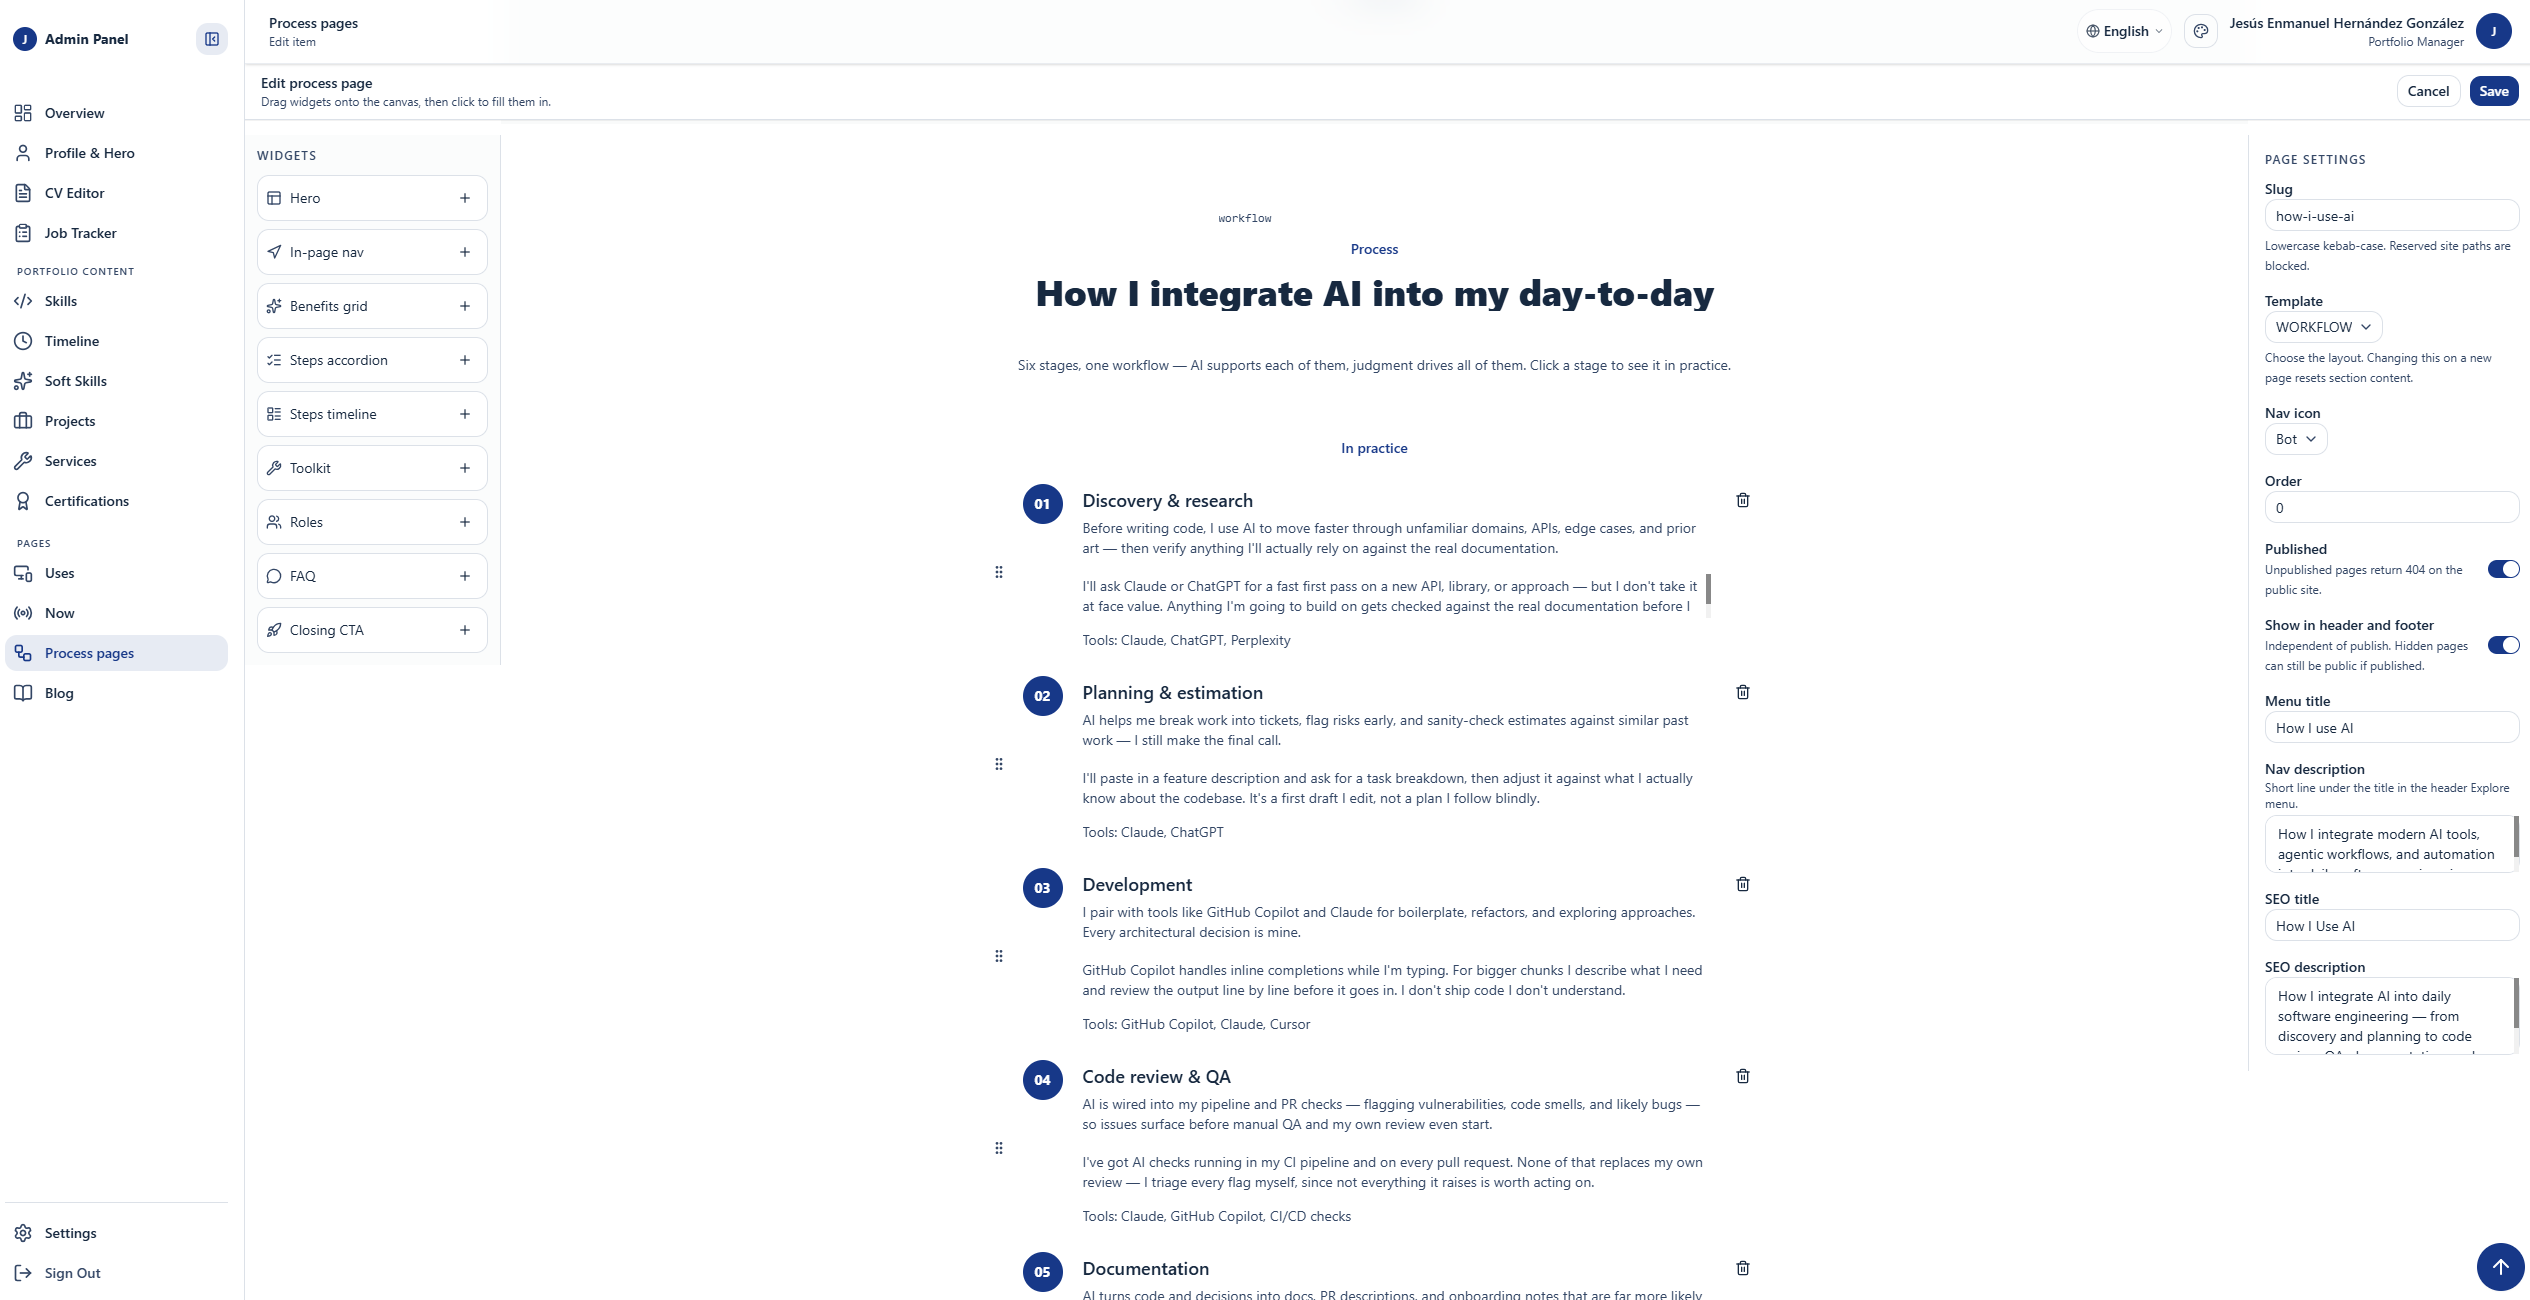 J Admin Panel
Overview
Profile & Hero
CV Editor
Job Tracker
PORTFOLIO CONTENT
Skills
Timeline
Soft Skills
Projects
Services
Certifications
PAGES
Uses
Now
Process pages
Blog
Settings
Sign Out
Process pages
Edit item
English
Jesús Enmanuel Hernández González
Portfolio Manager
J
Edit process page
Drag widgets onto the canvas, then click to fill them in.
Cancel
Save
WIDGETS
Hero
In-page nav
Benefits grid
Steps accordion
Steps timeline
Toolkit
Roles
FAQ
Closing CTA
workflow
Process
How I integrate AI into my day-to-day
Six stages, one workflow — AI supports each of them, judgment drives all of them. Click a stage to see it in practice.
In practice
01 Discovery & research
Before writing code, I use AI to move faster through unfamiliar domains, APIs, edge cases, and prior
art — then verify anything I'll actually rely on against the real documentation.
I'll ask Claude or ChatGPT for a fast first pass on a new API, library, or approach — but I don't take it
at face value. Anything I'm going to build on gets checked against the real documentation before I
Tools: Claude, ChatGPT, Perplexity
02 Planning & estimation
AI helps me break work into tickets, flag risks early, and sanity-check estimates against similar past
work — I still make the final call.
I'll paste in a feature description and ask for a task breakdown, then adjust it against what I actually
know about the codebase. It's a first draft I edit, not a plan I follow blindly.
Tools: Claude, ChatGPT
03 Development
I pair with tools like GitHub Copilot and Claude for boilerplate, refactors, and exploring approaches.
Every architectural decision is mine.
GitHub Copilot handles inline completions while I'm typing. For bigger chunks I describe what I need
and review the output line by line before it goes in. I don't ship code I don't understand.
Tools: GitHub Copilot, Claude, Cursor
04 Code review & QA
AI is wired into my pipeline and PR checks — flagging vulnerabilities, code smells, and likely bugs —
so issues surface before manual QA and my own review even start.
I've got AI checks running in my CI pipeline and on every pull request. None of that replaces my own
review — I triage every flag myself, since not everything it raises is worth acting on.
Tools: Claude, GitHub Copilot, CI/CD checks
05 Documentation
AI turns code and decisions into docs, PR descriptions, and onboarding notes that are far more likely
PAGE SETTINGS
Slug
how-i-use-ai
Lowercase kebab-case. Reserved site paths are
blocked.
Template
WORKFLOW
Choose the layout. Changing this on a new
page resets section content.
Nav icon
Bot
Order
0
Published
Unpublished pages return 404 on the
public site.
Show in header and footer
Independent of publish. Hidden pages
can still be public if published.
Menu title
How I use AI
Nav description
Short line under the title in the header Explore
menu.
How I integrate modern AI tools,
agentic workflows, and automation
SEO title
How I Use AI
SEO description
How I integrate AI into daily
software engineering — from
discovery and planning to code